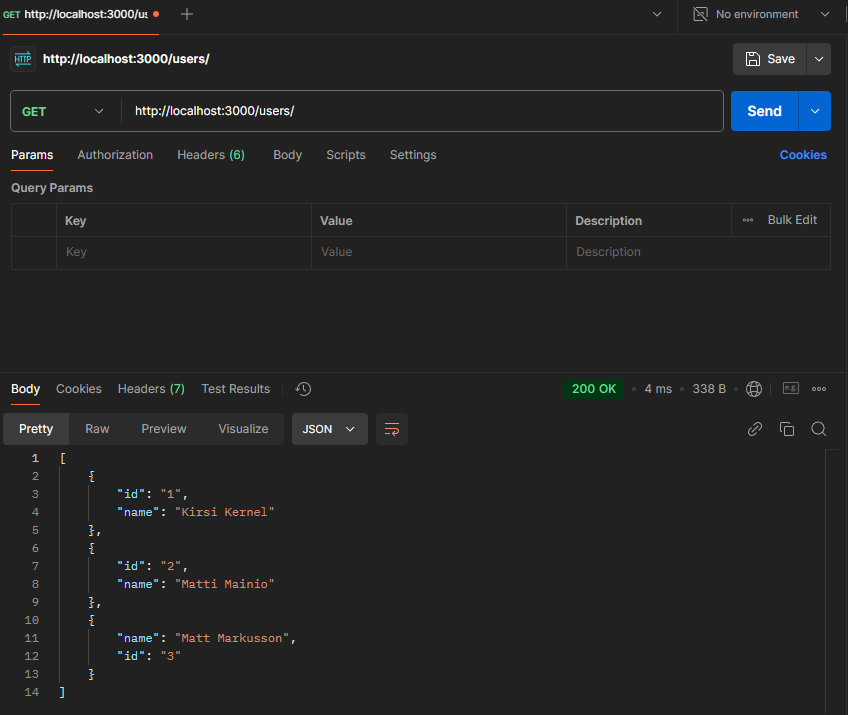 GET http://localhost:3000/us No environment
HTTP http://localhost:3000/users/ Save
GET http://localhost:3000/users/ Send
Params Authorization Headers (6) Body Scripts Settings Cookies
Query Params
Key Value Description Bulk Edit
Key Value Description
Body Cookies Headers (7) Test Results 200 OK 4 ms 338 B e.g.
Pretty Raw Preview Visualize JSON
1 [
2 {
3 "id": "1",
4 "name": "Kirsi Kernel"
5 },
6 {
7 "id": "2",
8 "name": "Matti Mainio"
9 },
10 {
11 "name": "Matt Markusson",
12 "id": "3"
13 }
14 ]